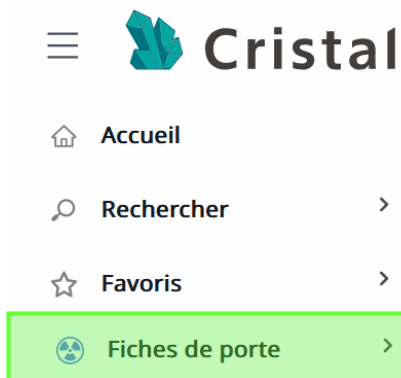 Cristal
Accueil
Rechercher
Favoris
Fiches de porte